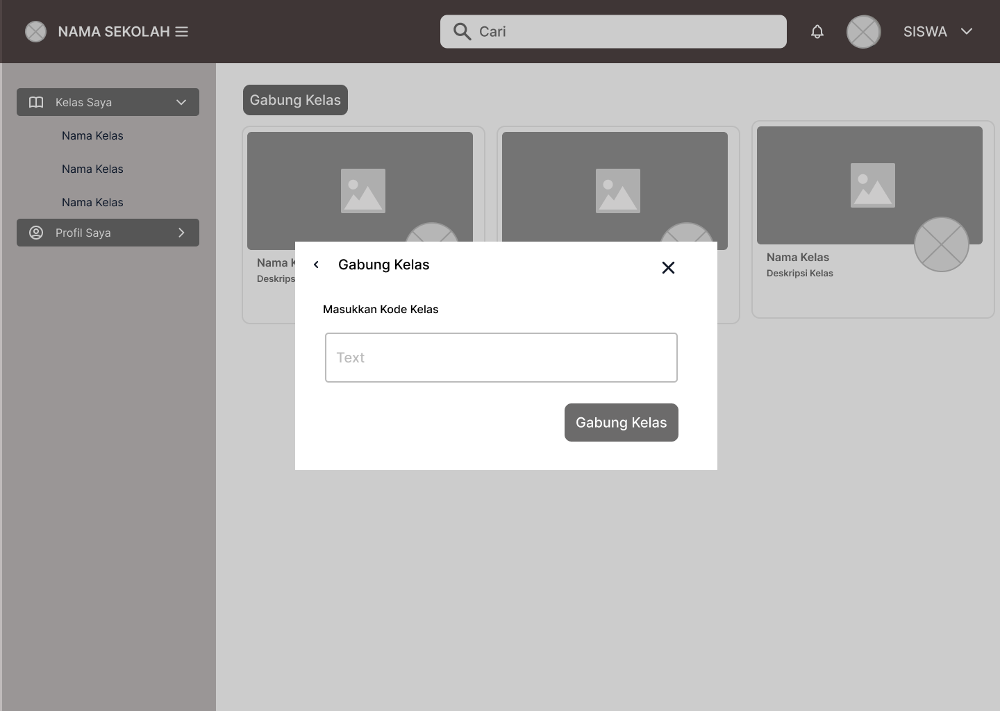 NAMA SEKOLAH
Cari
SISWA
Kelas Saya
Nama Kelas
Nama Kelas
Nama Kelas
Profil Saya
Gabung Kelas
Nama K
Deskrips
Nama Kelas
Deskripsi Kelas
Gabung Kelas
Masukkan Kode Kelas
Text
Gabung Kelas